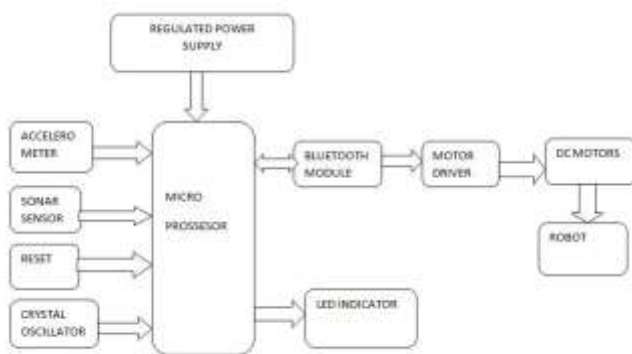 REGULATED POWER
SUPPLY
ACCELERO
METER
SONAR
SENSOR
RESET
CRYSTAL
OSCILLATOR
MICRO
PROSSESOR
BLUETOOTH
MODULE
MOTOR
DRIVER
DC MOTORS
ROBOT
LED INDICATOR